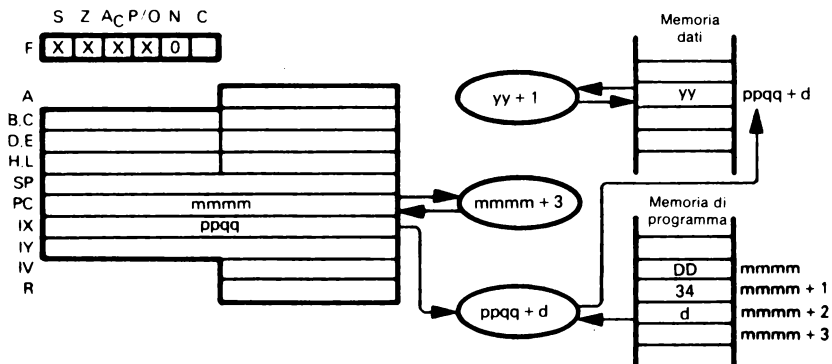 S Z AC P/O N C
F X X X X 0
A
B.C
D.E
H.L
SP
PC mmmm
IX ppqq
IY
IV
R
yy + 1
mmmm + 3
ppqq + d
Memoria
dati
yy ppqq + d
Memoria di
programma
DD mmmm
34 mmmm + 1
d mmmm + 2
mmmm + 3